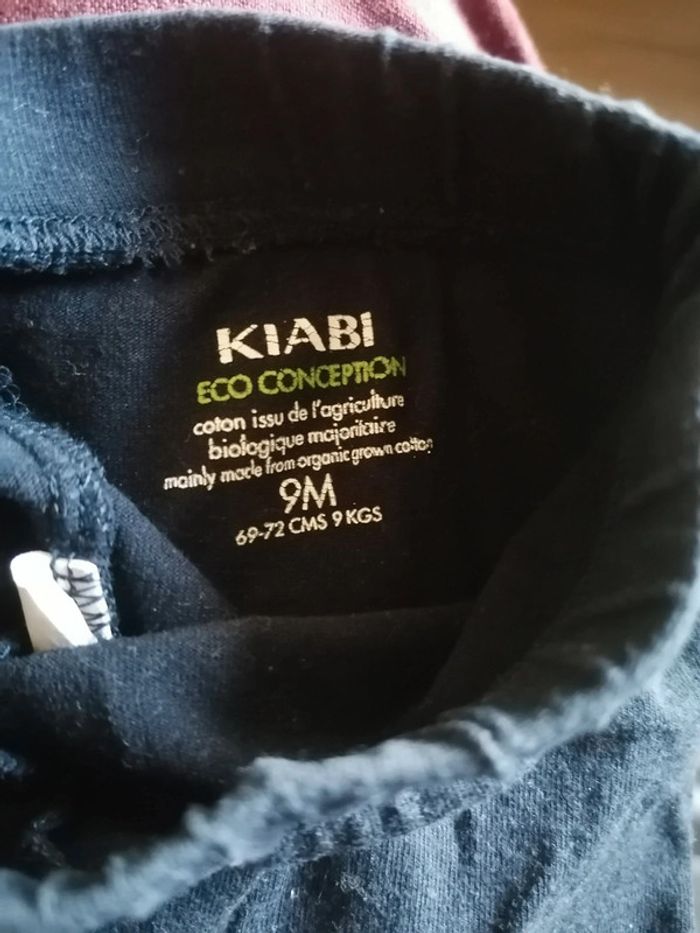 KIABI
ECO CONCEPTION
coton issu de l'agriculture
biologique majoritaire
mainly made from organic grown cotton
9M
69-72 CMS 9 KGS